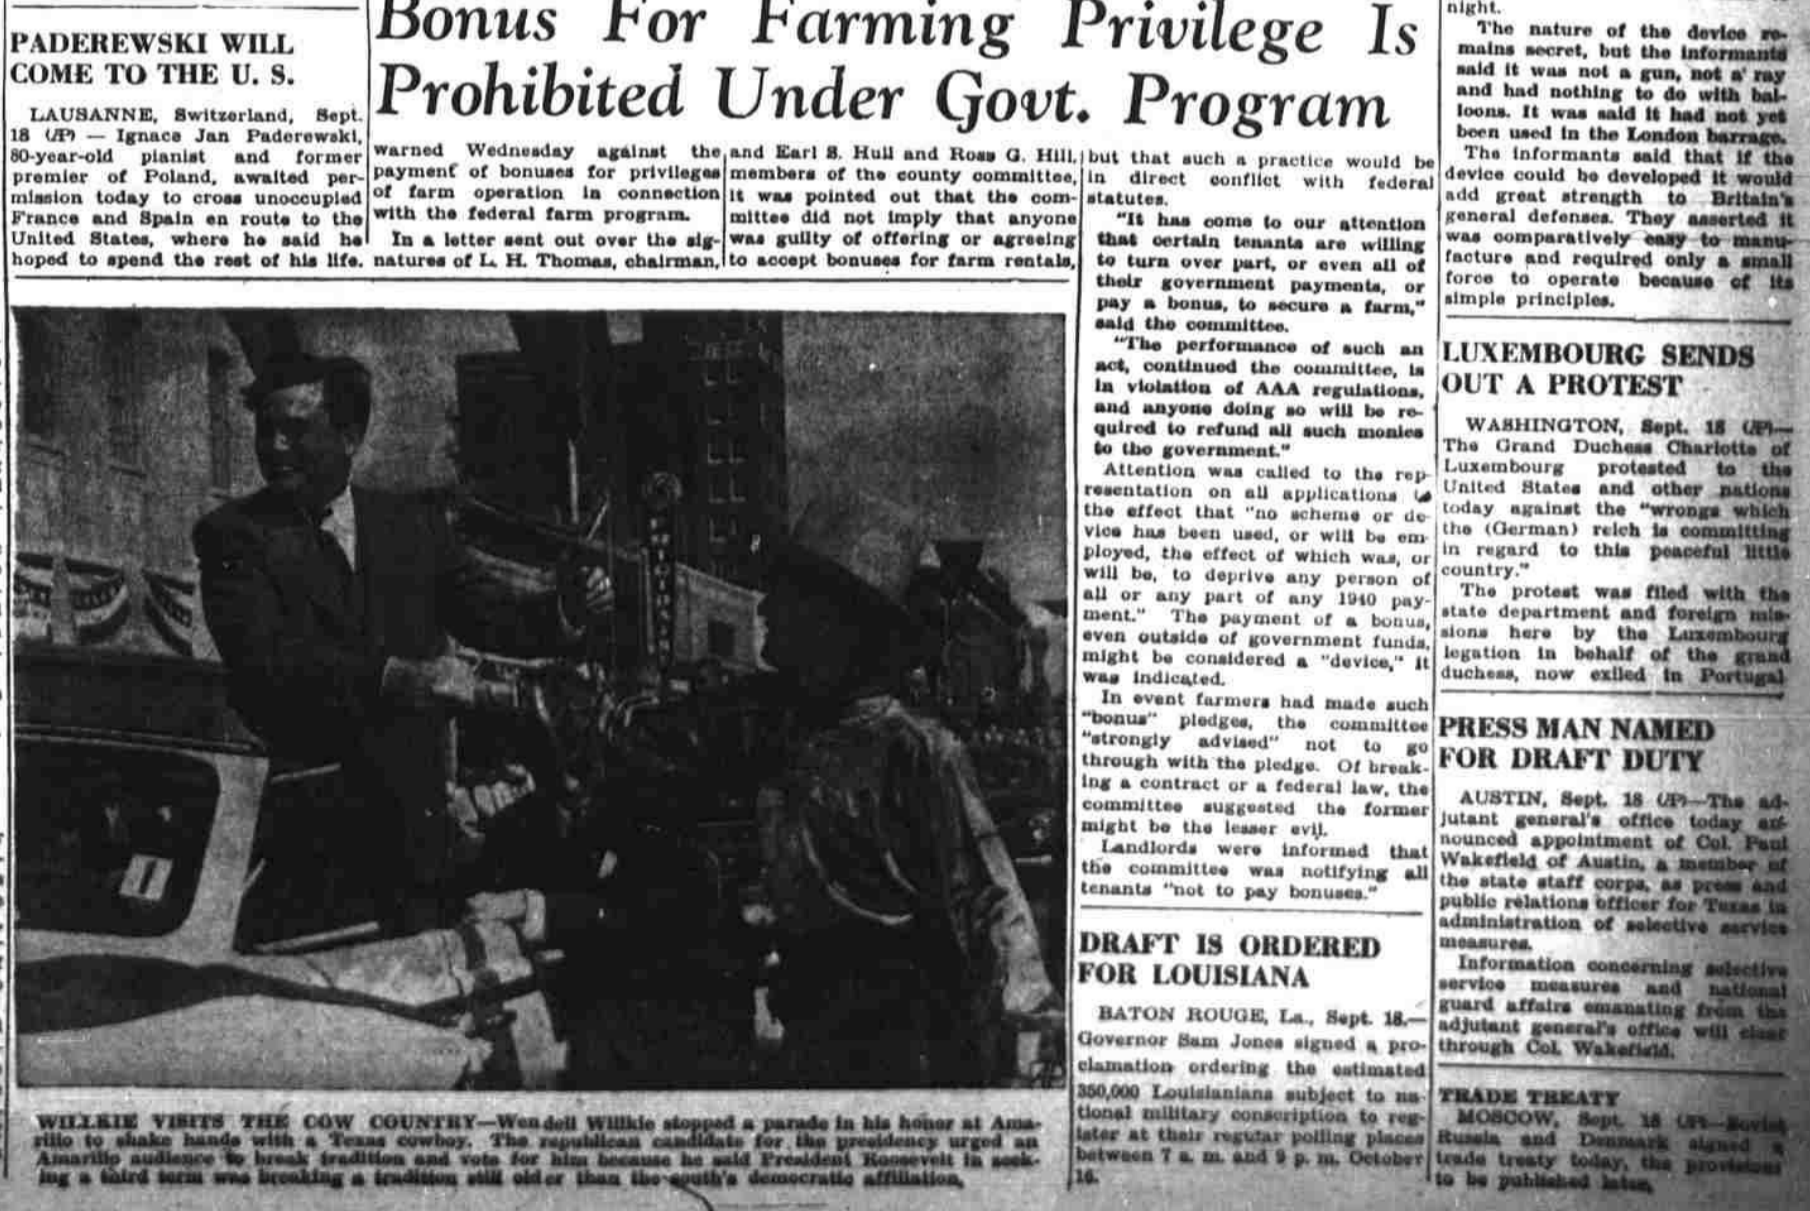 PADEREWSKI WILL
COME TO THE U. S.
LAUSANNE, Switzerland, Sept.
18 (AP) — Ignace Jan Paderewski,
80-year-old pianist and former
premier of Poland, awaited per-
mission today to cross unoccupied
France and Spain en route to the
United States, where he said he
hoped to spend the rest of his life.
Bonus For Farming Privilege Is
Prohibited Under Govt. Program
warned Wednesday against the
payment of bonuses for privileges
of farm operation in connection
with the federal farm program.
In a letter sent out over the sig-
natures of L. H. Thomas, chairman,
and Earl S. Hull and Ross G. Hill,
members of the county committee,
it was pointed out that the com-
mittee did not imply that anyone
was guilty of offering or agreeing
to accept bonuses for farm rentals,
but that such a practice would be
in direct conflict with federal
statutes.
"It has come to our attention
that certain tenants are willing
to turn over part, or even all of
their government payments, or
pay a bonus, to secure a farm,"
said the committee.
"The performance of such an
act, continued the committee, is
in violation of AAA regulations,
and anyone doing so will be re-
quired to refund all such monies
to the government."
Attention was called to the rep-
resentation on all applications to
the effect that "no scheme or de-
vice has been used, or will be em-
ployed, the effect of which was, or
will be, to deprive any person of
all or any part of any 1940 pay-
ment." The payment of a bonus,
even outside of government funds,
might be considered a "device," it
was indicated.
In event farmers had made such
"bonus" pledges, the committee
"strongly advised" not to go
through with the pledge. Of break-
ing a contract or a federal law, the
committee suggested the former
might be the lesser evil.
Landlords were informed that
the committee was notifying all
tenants "not to pay bonuses."
DRAFT IS ORDERED
FOR LOUISIANA
BATON ROUGE, La., Sept. 18.—
Governor Sam Jones signed a pro-
clamation ordering the estimated
350,000 Louisianians subject to na-
tional military conscription to reg-
ister at their regular polling places
between 7 a. m. and 9 p. m. October
16.
night.
The nature of the device re-
mains secret, but the informants
said it was not a gun, not a ray
and had nothing to do with bal-
loons. It was said it had not yet
been used in the London barrage.
The informants said that if the
device could be developed it would
add great strength to Britain's
general defenses. They asserted it
was comparatively easy to manu-
facture and required only a small
force to operate because of its
simple principles.
LUXEMBOURG SENDS
OUT A PROTEST
WASHINGTON, Sept. 18 (AP)—
The Grand Duchess Charlotte of
Luxembourg protested to the
United States and other nations
today against the "wrongs which
the (German) reich is committing
in regard to this peaceful little
country."
The protest was filed with the
state department and foreign mis-
sions here by the Luxembourg
legation in behalf of the grand
duchess, now exiled in Portugal
PRESS MAN NAMED
FOR DRAFT DUTY
AUSTIN, Sept. 18 (AP)—The ad-
jutant general's office today an-
nounced appointment of Col. Paul
Wakefield of Austin, a member of
the state staff corps, as press and
public relations officer for Texas in
administration of selective service
measures.
Information concerning selective
service measures and national
guard affairs emanating from the
adjutant general's office will clear
through Col. Wakefield.
TRADE TREATY
MOSCOW, Sept. 18 (AP)—Soviet
Russia and Denmark signed a
trade treaty today, the provisions
to be published later.
WILLKIE VISITS THE COW COUNTRY—Wendell Willkie stopped a parade in his honor at Ama-
rillo to shake hands with a Texas cowboy. The republican candidate for the presidency urged an
Amarillo audience to break tradition and vote for him because he said President Roosevelt in seek-
ing a third term was breaking a tradition still older than the south's democratic affiliation.